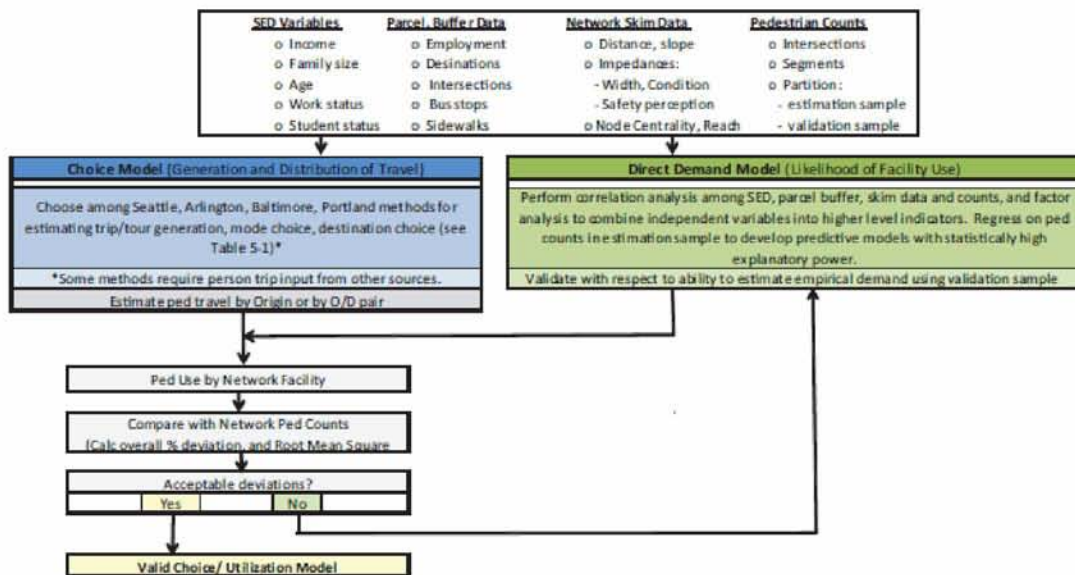 SED Variables
o Income
o Family size
o Age
o Work status
o Student status
Parcel, Buffer Data
o Employment
o Desinations
o Intersections
o Bus stops
o Sidewalks
Network Skim Data
o Distance, slope
o Impedances:
- Width, Condition
- Safety perception
o Node Centrality, Reach
Pedestrian Counts
o Intersections
o Segments
o Partition:
- estimation sample
- validation sample
Choice Model (Generation and Distribution of Travel)
Choose among Seattle, Arlington, Baltimore, Portland methods for
estimating trip/tour generation, mode choice, destination choice (see
Table 5-1)*
*Some methods require person trip input from other sources.
Estimate ped travel by Origin or by O/D pair
Direct Demand Model (Likelihood of Facility Use)
Perform correlation analysis among SED, parcel buffer, skim data and counts, and factor
analysis to combine independent variables into higher level indicators. Regress on ped
counts in estimation sample to develop predictive models with statistically high
explanatory power.
Validate with respect to ability to estimate empirical demand using validation sample
Ped Use by Network Facility
Compare with Network Ped Counts
(Calc overall % deviation, and Root Mean Square
Acceptable deviations?
Yes
No
Valid Choice/ Utilization Model